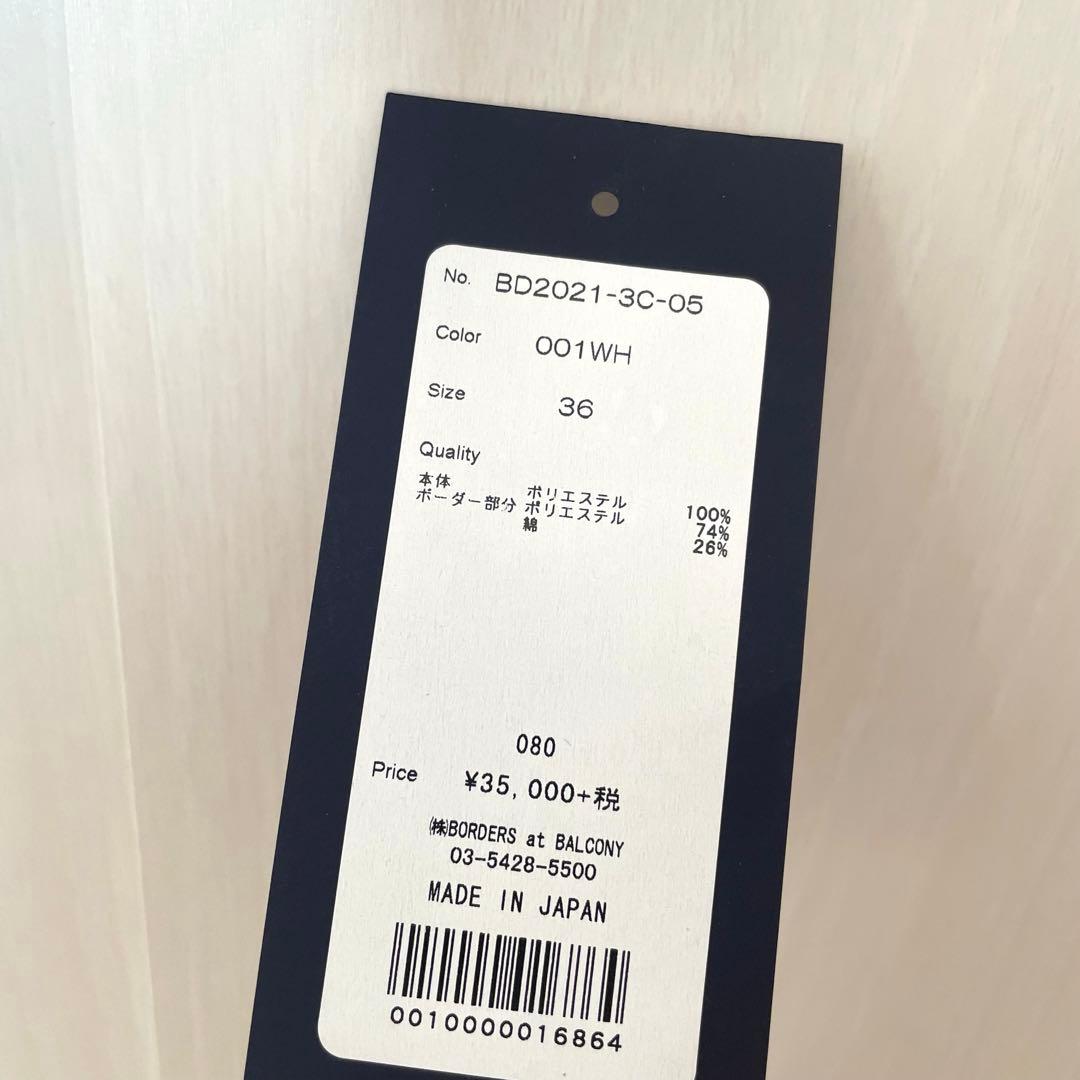 No. BD2021-3C-05
Color 001WH
Size 36
Quality
本体 ポリエステル 100%
ボーダー部分 ポリエステル 74%
綿 26%
080
Price ¥35,000+税
㈱BORDERS at BALCONY
03-5428-5500
MADE IN JAPAN
0010000016864